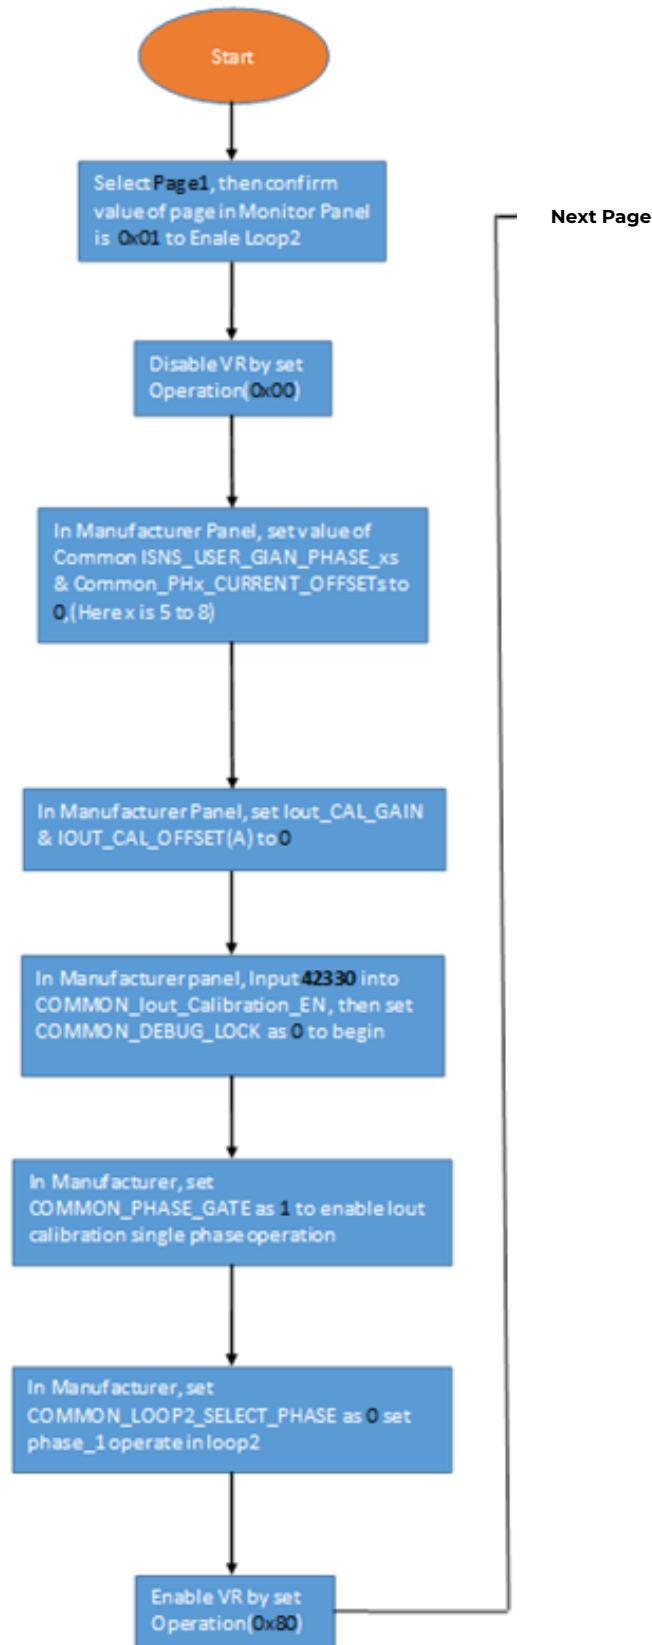 Start
Select Page1, then confirm
value of page in Monitor Panel
is 0x01 to Enale Loop2
Next Page
Disable VR by set
Operation(0x00)
In Manufacturer Panel, set value of
Common ISNS_USER_GIAN_PHASE_xs
& Common_PHx_CURRENT_OFFSETs to
0,(Here x is 5 to 8)
In Manufacturer Panel, set Iout_CAL_GAIN
& IOUT_CAL_OFFSET(A) to 0
In Manufacturer panel, Input 42330 into
COMMON_Iout_Calibration_EN, then set
COMMON_DEBUG_LOCK as 0 to begin
In Manufacturer, set
COMMON_PHASE_GATE as 1 to enable Iout
calibration single phase operation
In Manufacturer, set
COMMON_LOOP2_SELECT_PHASE as 0 set
phase_1 operate in loop2
Enable VR by set
Operation(0x80)